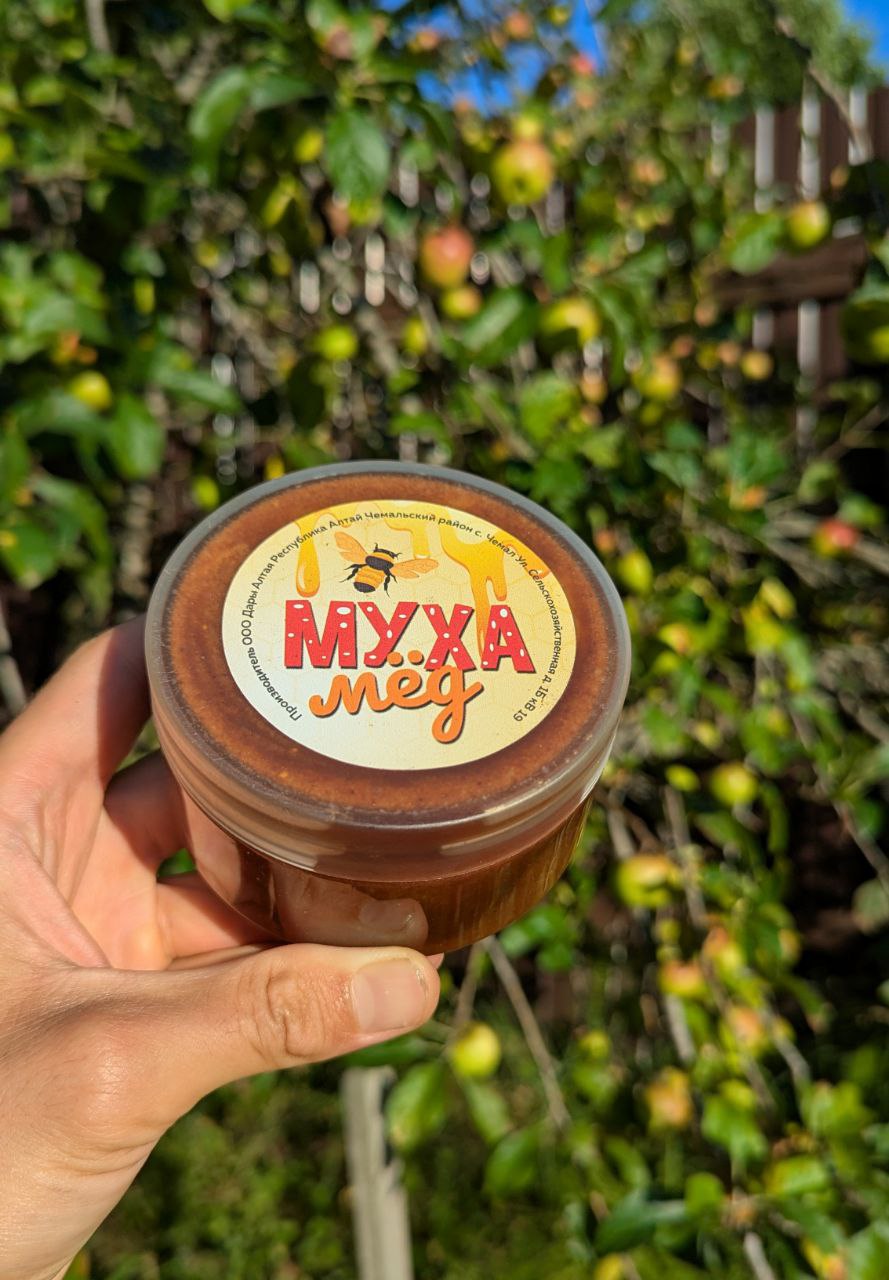 Производитель ООО Дары Алтая Республика Алтай Чемальский район с. Чемал Ул. Сельскохозяйственная д. 1Б кв 19
МУХА
мёд